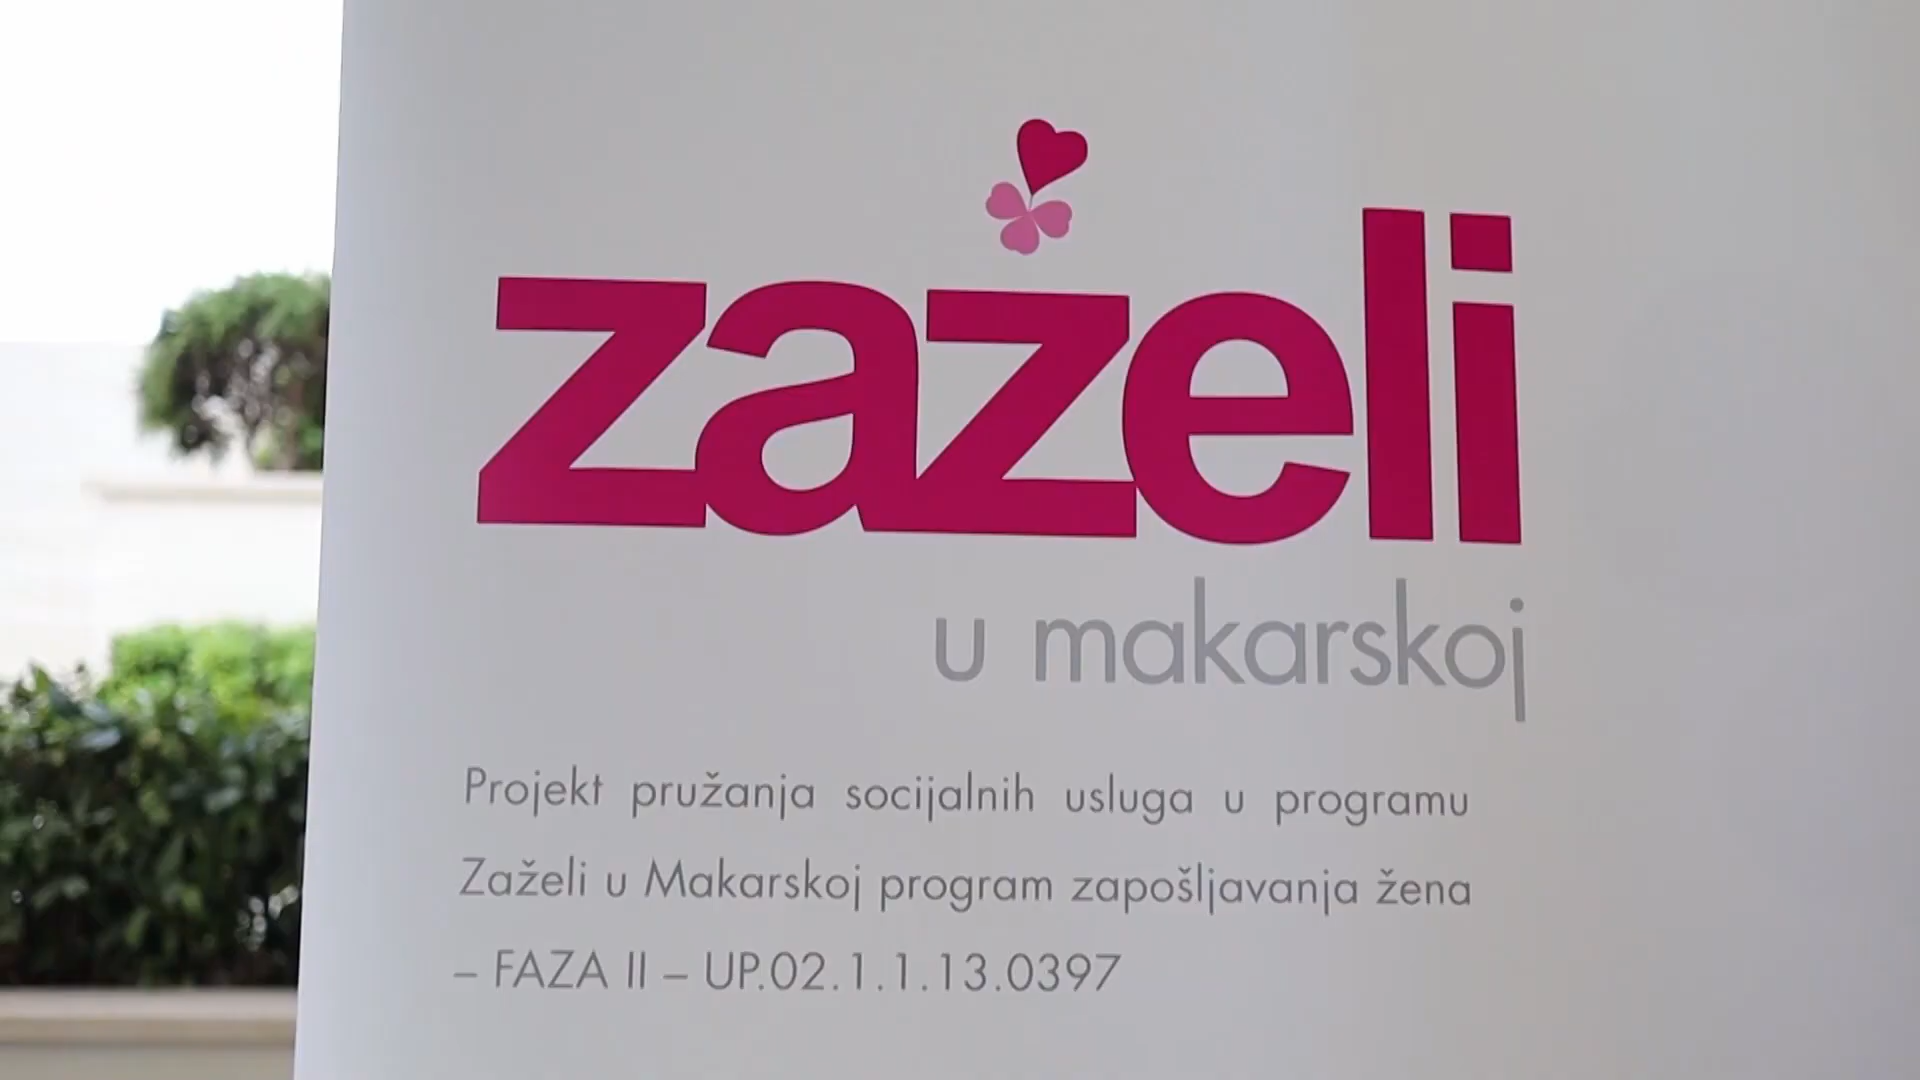 zaželi
u makarskoj
Projekt pružanja socijalnih usluga u programu
Zaželi u Makarskoj program zapošljavanja žena
– FAZA II – UP.02.1.1.13.0397